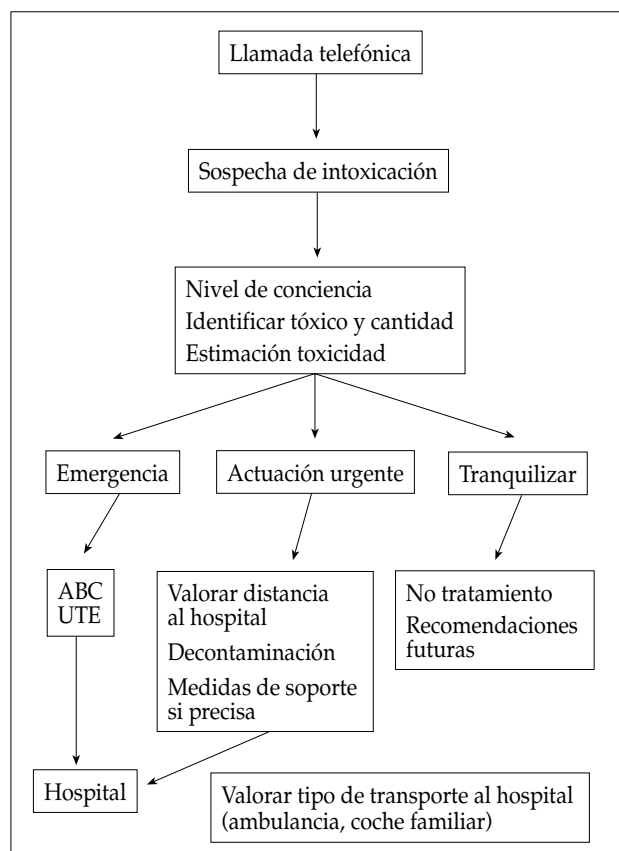 Llamada telefónica
Sospecha de intoxicación
Nivel de conciencia
Identificar tóxico y cantidad
Estimación toxicidad
Emergencia
Actuación urgente
Tranquilizar
ABC
UTE
Valorar distancia
al hospital
Decontaminación
Medidas de soporte
si precisa
No tratamiento
Recomendaciones
futuras
Hospital
Valorar tipo de transporte al hospital
(ambulancia, coche familiar)